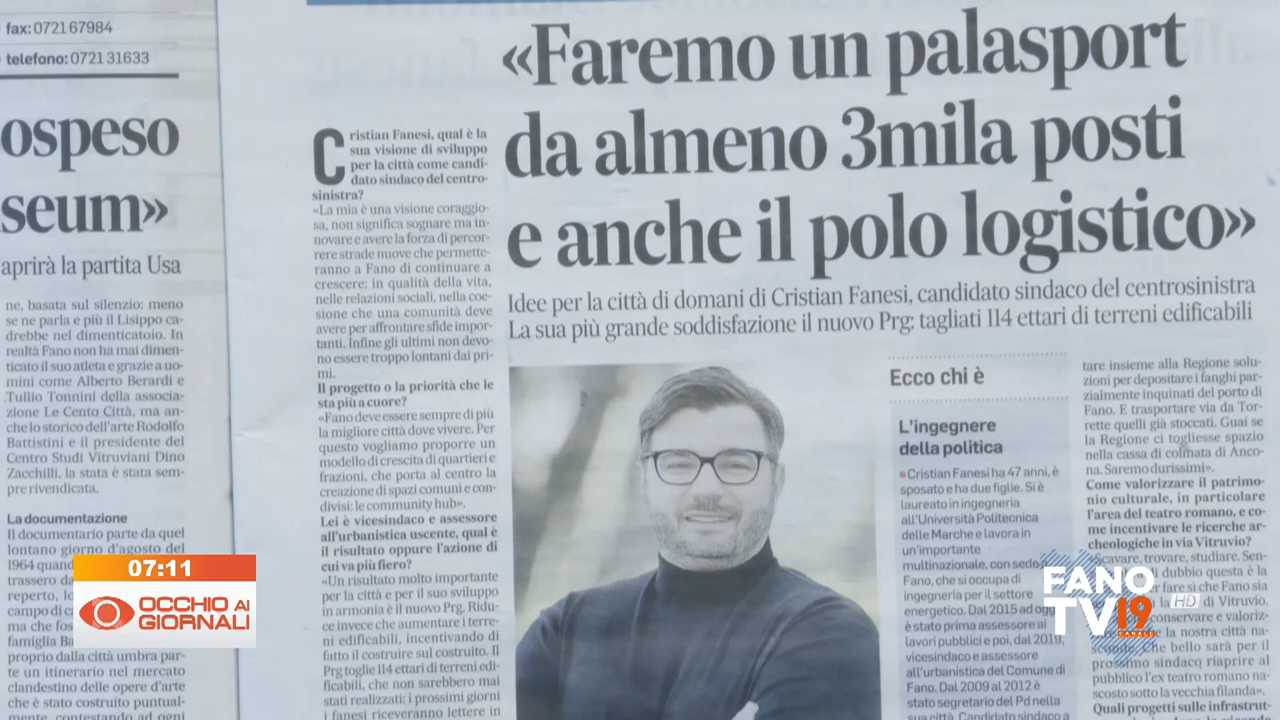 fax: 0721 67984
telefono: 0721 31633
ospeso
seum»
aprirà la partita Usa
ne, basata sul silenzio: meno
se ne parla e più il Lisippo ca-
drebbe nel dimenticatoio. In
realtà Fano non ha mai dimen-
ticato il suo atleta e grazie a uo-
mini come Alberto Berardi e
Tullio Tonnini della associa-
zione Le Cento Città, ma an-
che lo storico dell'arte Rodolfo
Battistini e il presidente del
Centro Studi Vitruviani Dino
Zacchilli, la stata è stata sem-
pre rivendicata.
La documentazione
Il documentario parte da quel
lontano giorno d'agosto del
1964 quand
trassero da
reperto, lo
campo di c
ma che fos
famiglia Ba
proprio dalla città umbra par-
te un itinerario nel mercato
clandestino delle opere d'arte
che è stato costruito puntual-
mente, contestando ad ogni
«Faremo un palasport
da almeno 3mila posti
e anche il polo logistico»
Idee per la città di domani di Cristian Fanesi, candidato sindaco del centrosinistra
La sua più grande soddisfazione il nuovo Prg: tagliati 114 ettari di terreni edificabili
Cristian Fanesi, qual è la
sua visione di sviluppo
per la città come candi-
dato sindaco del centro-
sinistra?
«La mia è una visione coraggio-
sa, non significa sognare ma in-
novare e avere la forza di percor-
rere strade nuove che permette-
ranno a Fano di continuare a
crescere: in qualità della vita,
nelle relazioni sociali, nella coe-
sione che una comunità deve
avere per affrontare sfide impor-
tanti. Infine gli ultimi non devo-
no essere troppo lontani dai pri-
mi.
Il progetto o la priorità che le
sta più a cuore?
«Fano deve essere sempre di più
la migliore città dove vivere. Per
questo vogliamo proporre un
modello di crescita di quartieri e
frazioni, che porta al centro la
creazione di spazi comuni e con-
divisi: le community hub».
Lei è vicesindaco e assessore
all'urbanistica uscente, qual è
il risultato oppure l'azione di
cui va più fiero?
«Un risultato molto importante
per la città e per il suo sviluppo
in armonia è il nuovo Prg. Ridu-
ce invece che aumentare i terre-
ni edificabili, incentivando di
fatto il costruire sul costruito. Il
Prg toglie 114 ettari di terreni edi-
ficabili, che non sarebbero mai
stati realizzati: i prossimi giorni
i fanesi riceveranno lettere in
Ecco chi è
L'ingegnere
della politica
•Cristian Fanesi ha 47 anni, è
sposato e ha due figlie. Si è
laureato in ingegneria
all'Università Politecnica
delle Marche e lavora in
un'importante
multinazionale, con sede
Fano, che si occupa di
ingegneria per il settore
energetico. Dal 2015 ad og
è stato prima assessore ai
lavori pubblici e poi, dal 2019,
vicesindaco e assessore
all'urbanistica del Comune di
Fano. Dal 2009 al 2012 è
stato segretario del Pd nella
sua città. Candidato sindaco a
tare insieme alla Regione solu-
zioni per depositare i fanghi par-
zialmente inquinati del porto di
Fano. E trasportare via da Tor-
rette quelli già stoccati. Guai se
la Regione ci togliesse spazio
nella cassa di colmata di Anco-
na. Saremo durissimi».
Come valorizzare il patrimo-
nio culturale, in particolare
l'area del teatro romano, e co-
me incentivare le ricerche ar-
cheologiche in via Vitruvio?
«Scavare, trovare, studiare. Sen-
dubbio questa è la
per fare sì che Fano sia
la di Vitruvio.
conservare e valoriz-
la nostra città na-
he bello sarà per il
prossimo sindaco riaprire al
pubblico l'ex teatro romano na-
scosto sotto la vecchia filanda».
Quali progetti sulle infrastrut-
07:11
OCCHIO AI
GIORNALI
FANO
TV 19
CANALE
HD